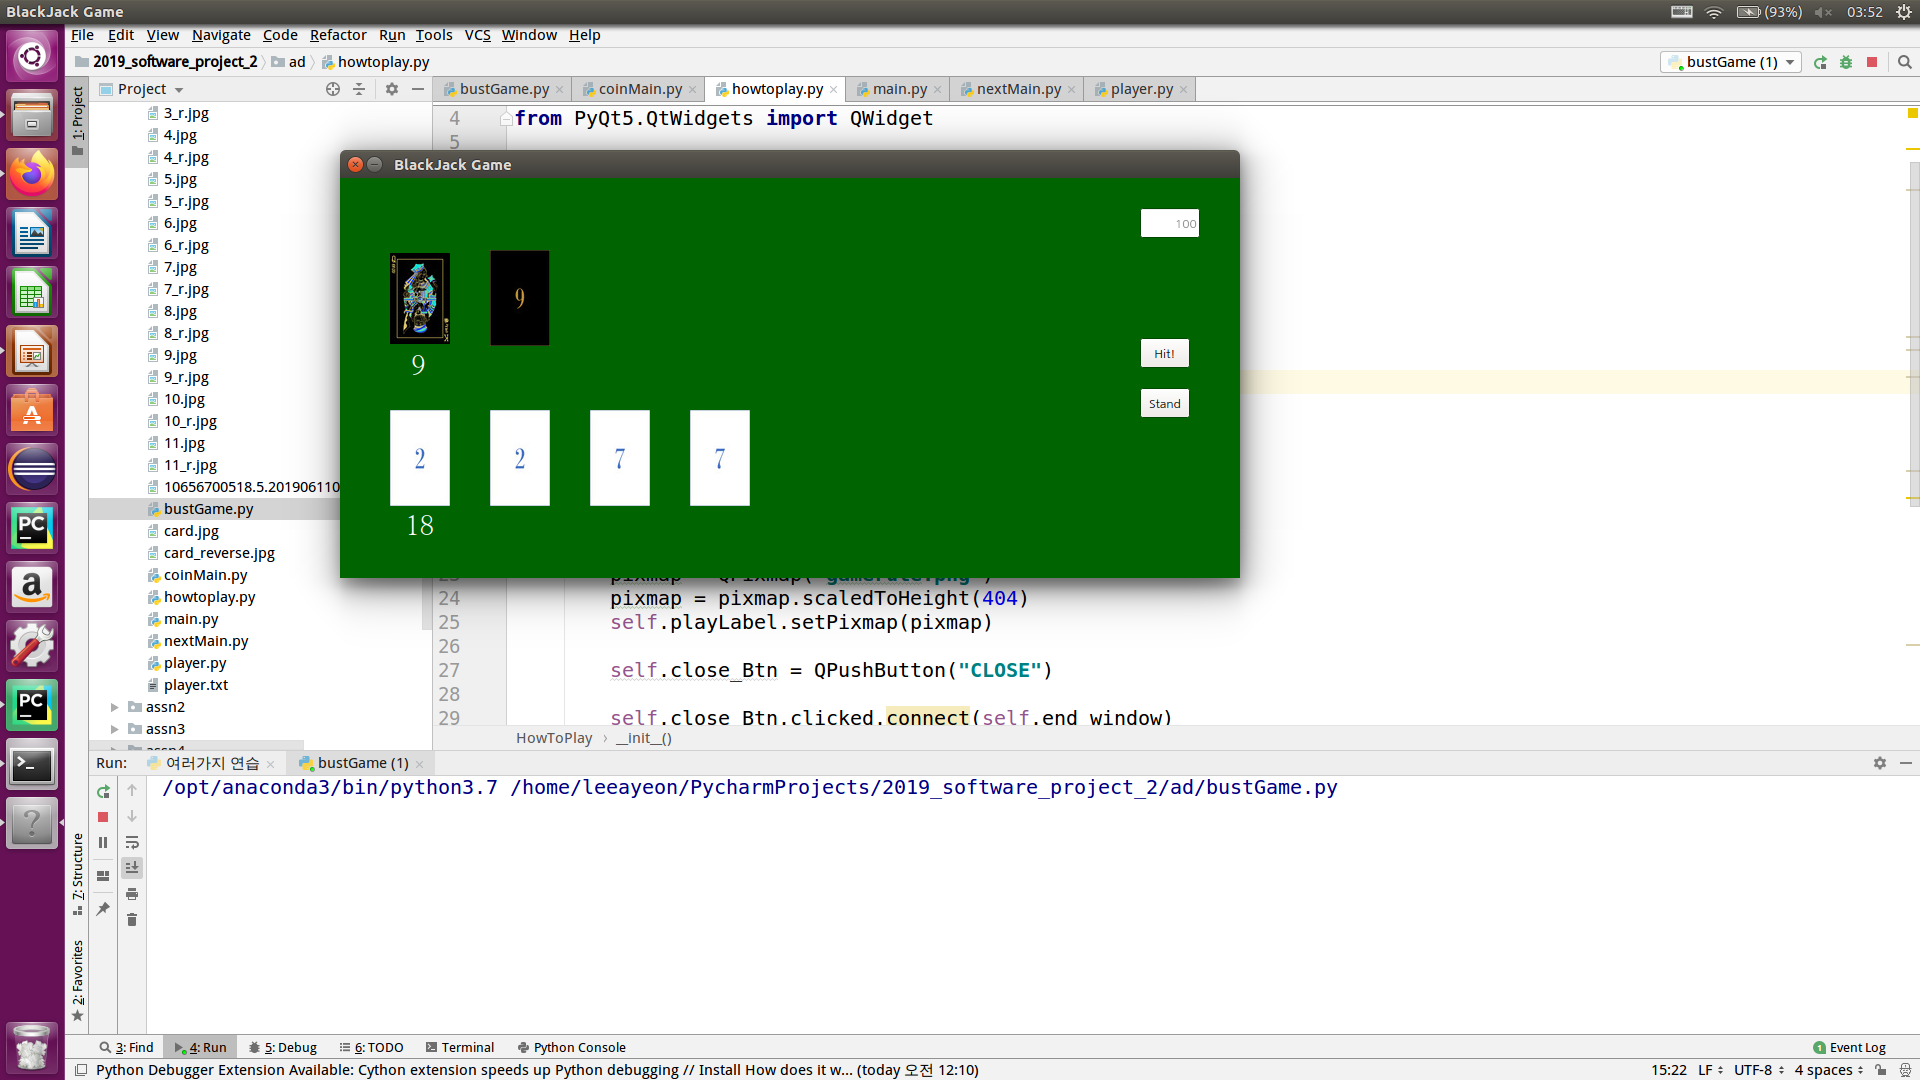 BlackJack Game
(93%) 03:52
File Edit View Navigate Code Refactor Run Tools VCS Window Help
2019_software_project_2 ad howtoplay.py
bustGame (1)
1: Project
Project
3_r.jpg
4.jpg
4_r.jpg
5.jpg
5_r.jpg
6.jpg
6_r.jpg
7.jpg
7_r.jpg
8.jpg
8_r.jpg
9.jpg
9_r.jpg
10.jpg
10_r.jpg
11.jpg
11_r.jpg
10656700518.5.201906110
bustGame.py
card.jpg
card_reverse.jpg
coinMain.py
howtoplay.py
main.py
nextMain.py
player.py
player.txt
assn2
assn3
bustGame.py coinMain.py howtoplay.py main.py nextMain.py player.py
4 from PyQt5.QtWidgets import QWidget
5
BlackJack Game
100
9
9
Hit!
Stand
2 2 7 7
18
24 pixmap = pixmap.scaledToHeight(404)
25 self.playLabel.setPixmap(pixmap)
26
27 self.close_Btn = QPushButton("CLOSE")
28
29 self.close_Btn.clicked.connect(self.end_window)
HowToPlay › __init__()
Run: 여러가지 연습 bustGame (1)
/opt/anaconda3/bin/python3.7 /home/leeayeon/PycharmProjects/2019_software_project_2/ad/bustGame.py
7: Structure
2: Favorites
3: Find 4: Run 5: Debug 6: TODO Terminal Python Console
1 Event Log
Python Debugger Extension Available: Cython extension speeds up Python debugging // Install How does it w... (today 오전 12:10)
15:22 LF UTF-8 4 spaces